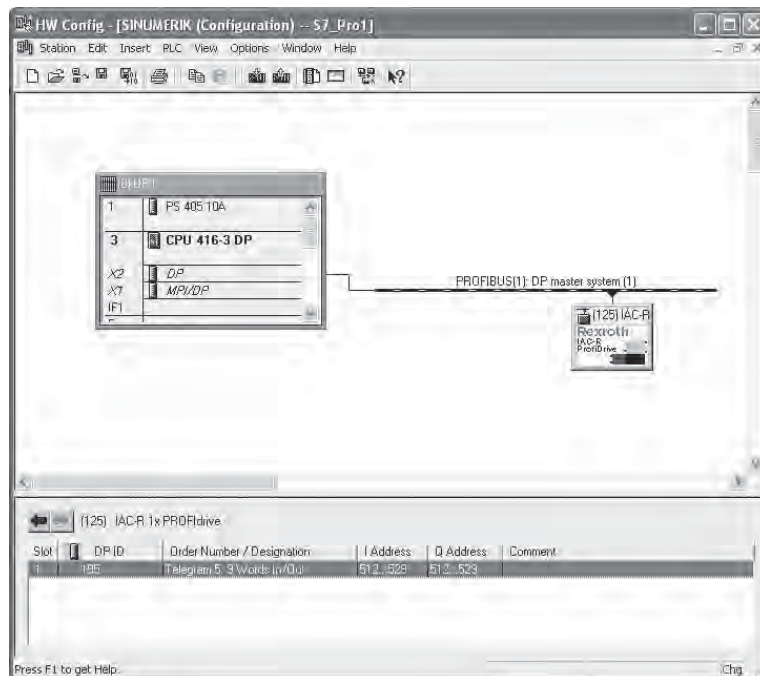 HW Config - [SINUMERIK (Configuration) -- S7_Pro1]
Station Edit Insert PLC View Options Window Help
1 PS 405 10A
3 CPU 416-3 DP
X2 DP
X1 MPI/DP
IF1
PROFIBUS(1): DP master system (1)
(125) IAC-R
Rexroth
IAC-R
ProfiDrive
(125) IAC-R 1x PROFIdrive
Slot DP ID Order Number / Designation I Address Q Address Comment
1 195 Telegram 5: 9 Words In/Out 512...529 512...529
Press F1 to get Help. Chg